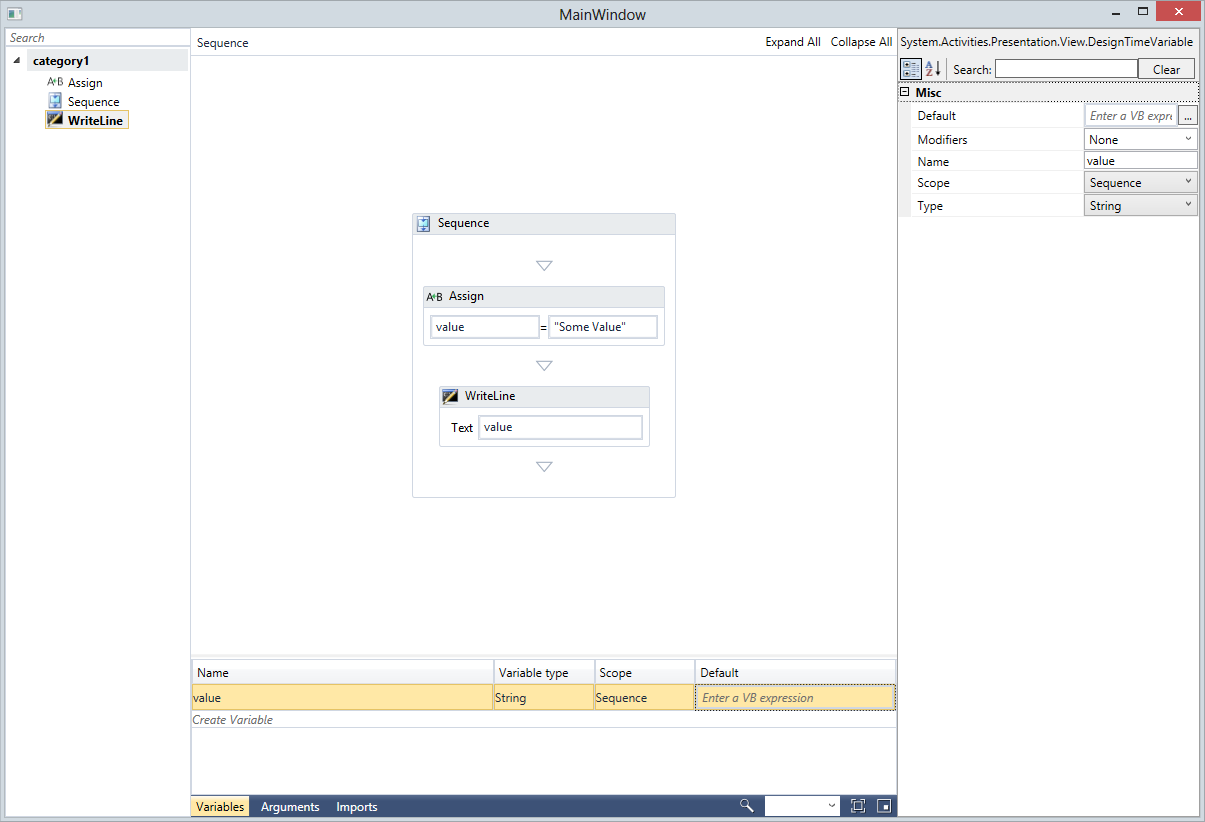 MainWindow
Search
category1
A+B Assign
Sequence
WriteLine
Sequence
Expand All Collapse All
Sequence
A+B Assign
value = "Some Value"
WriteLine
Text value
Name Variable type Scope Default
value String Sequence Enter a VB expression
Create Variable
Variables Arguments Imports
System.Activities.Presentation.View.DesignTimeVariable
A Z Search: Clear
Misc
Default Enter a VB expre ...
Modifiers None
Name value
Scope Sequence
Type String